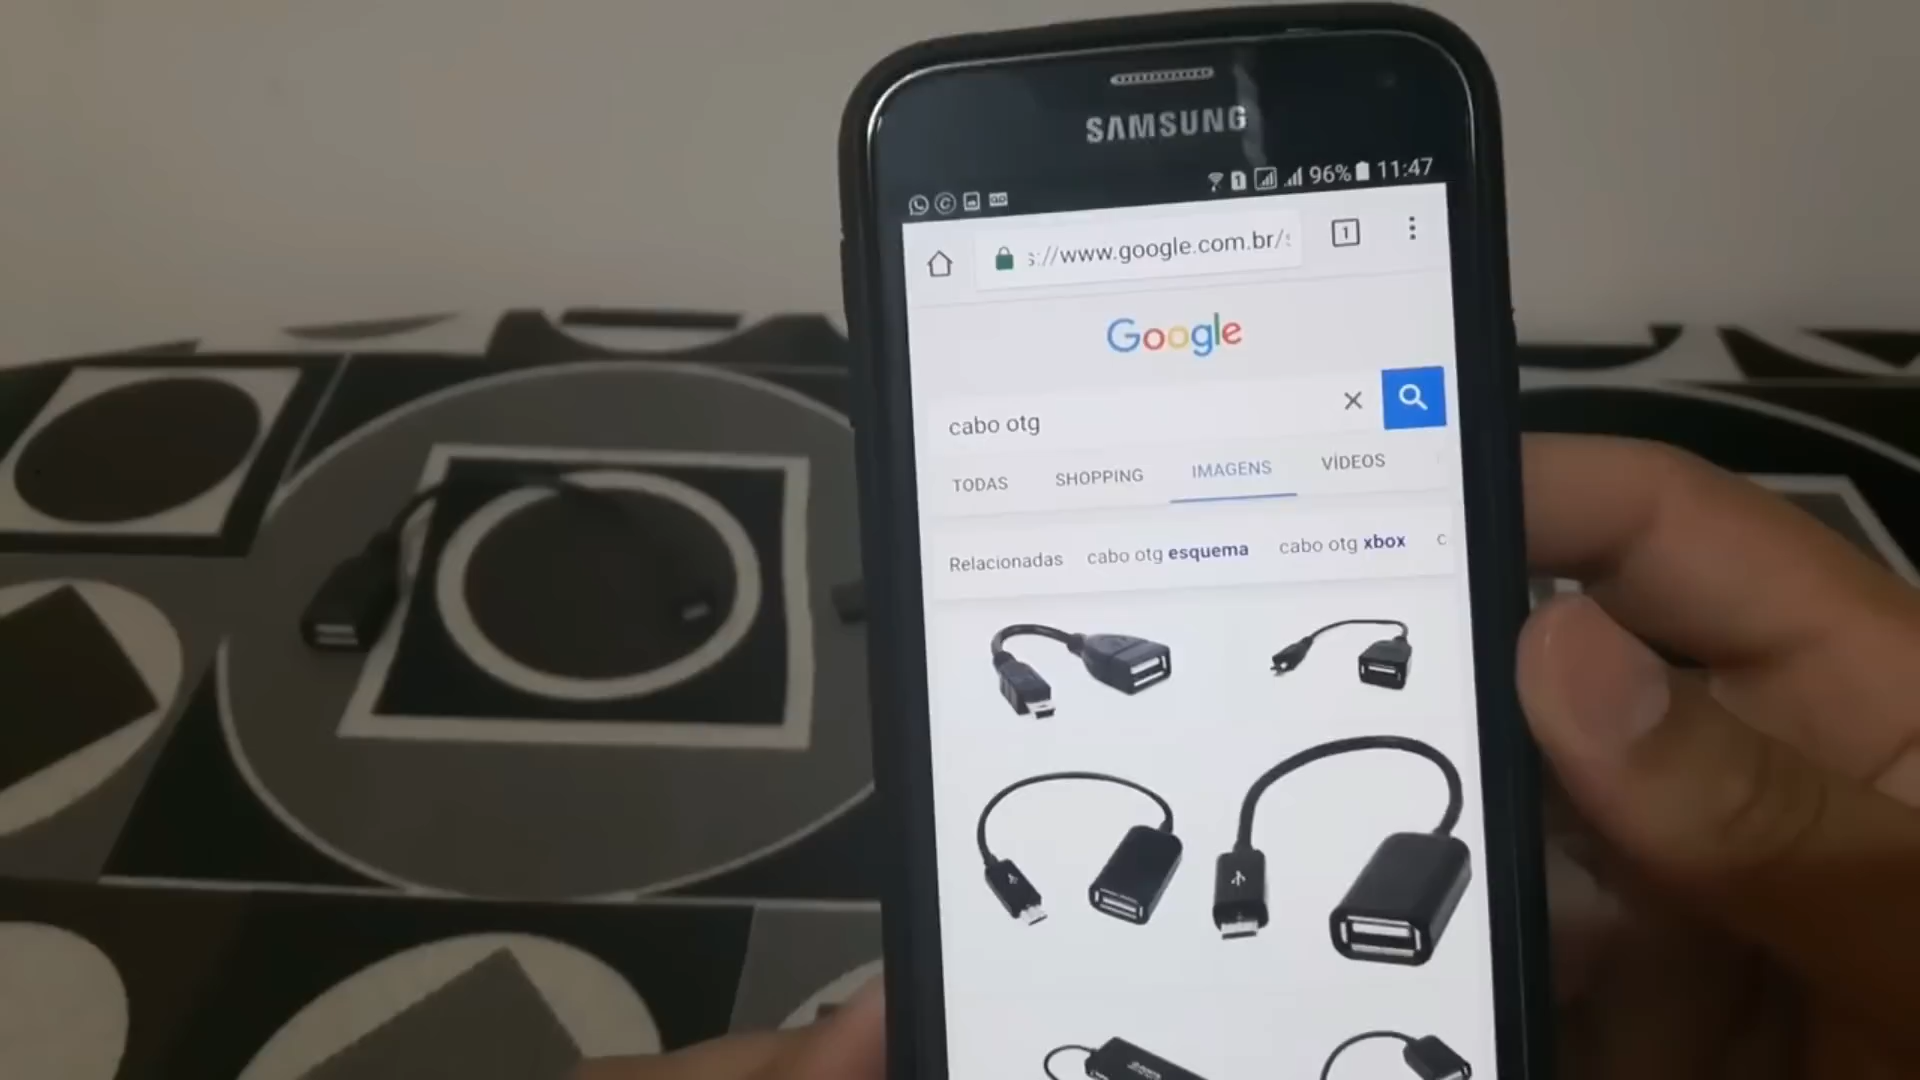 SAMSUNG
1 96% 11:47
s://www.google.com.br/s
1
Google
cabo otg
TODAS SHOPPING IMAGENS VÍDEOS
Relacionadas cabo otg esquema cabo otg xbox c